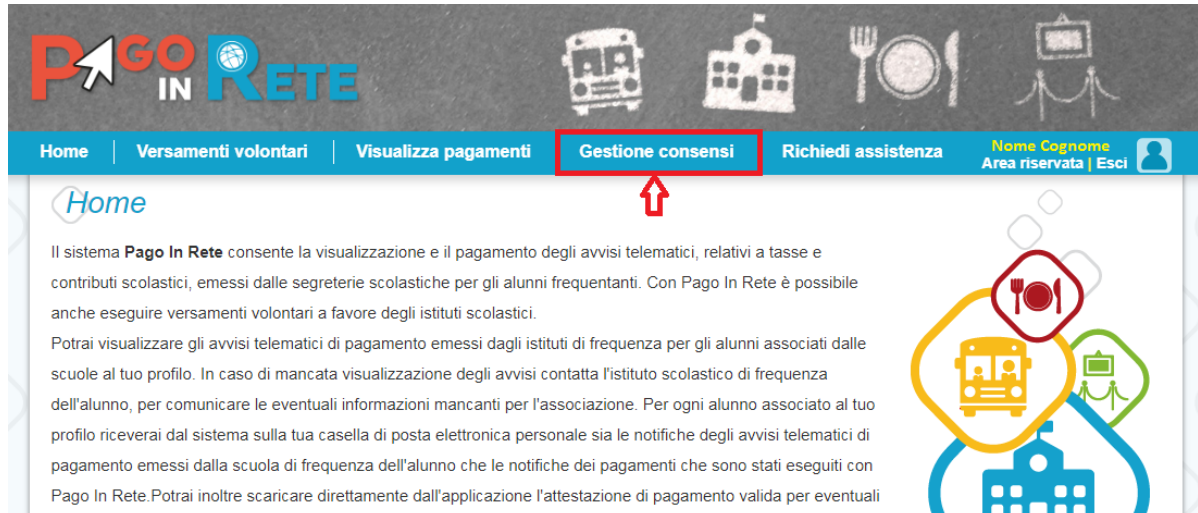 PAGO IN RETE
Home | Versamenti volontari | Visualizza pagamenti Gestione consensi Richiedi assistenza Nome Cognome
Area riservata | Esci
Home
Il sistema Pago In Rete consente la visualizzazione e il pagamento degli avvisi telematici, relativi a tasse e
contributi scolastici, emessi dalle segreterie scolastiche per gli alunni frequentanti. Con Pago In Rete è possibile
anche eseguire versamenti volontari a favore degli istituti scolastici.
Potrai visualizzare gli avvisi telematici di pagamento emessi dagli istituti di frequenza per gli alunni associati dalle
scuole al tuo profilo. In caso di mancata visualizzazione degli avvisi contatta l'istituto scolastico di frequenza
dell'alunno, per comunicare le eventuali informazioni mancanti per l'associazione. Per ogni alunno associato al tuo
profilo riceverai dal sistema sulla tua casella di posta elettronica personale sia le notifiche degli avvisi telematici di
pagamento emessi dalla scuola di frequenza dell'alunno che le notifiche dei pagamenti che sono stati eseguiti con
Pago In Rete.Potrai inoltre scaricare direttamente dall'applicazione l'attestazione di pagamento valida per eventuali